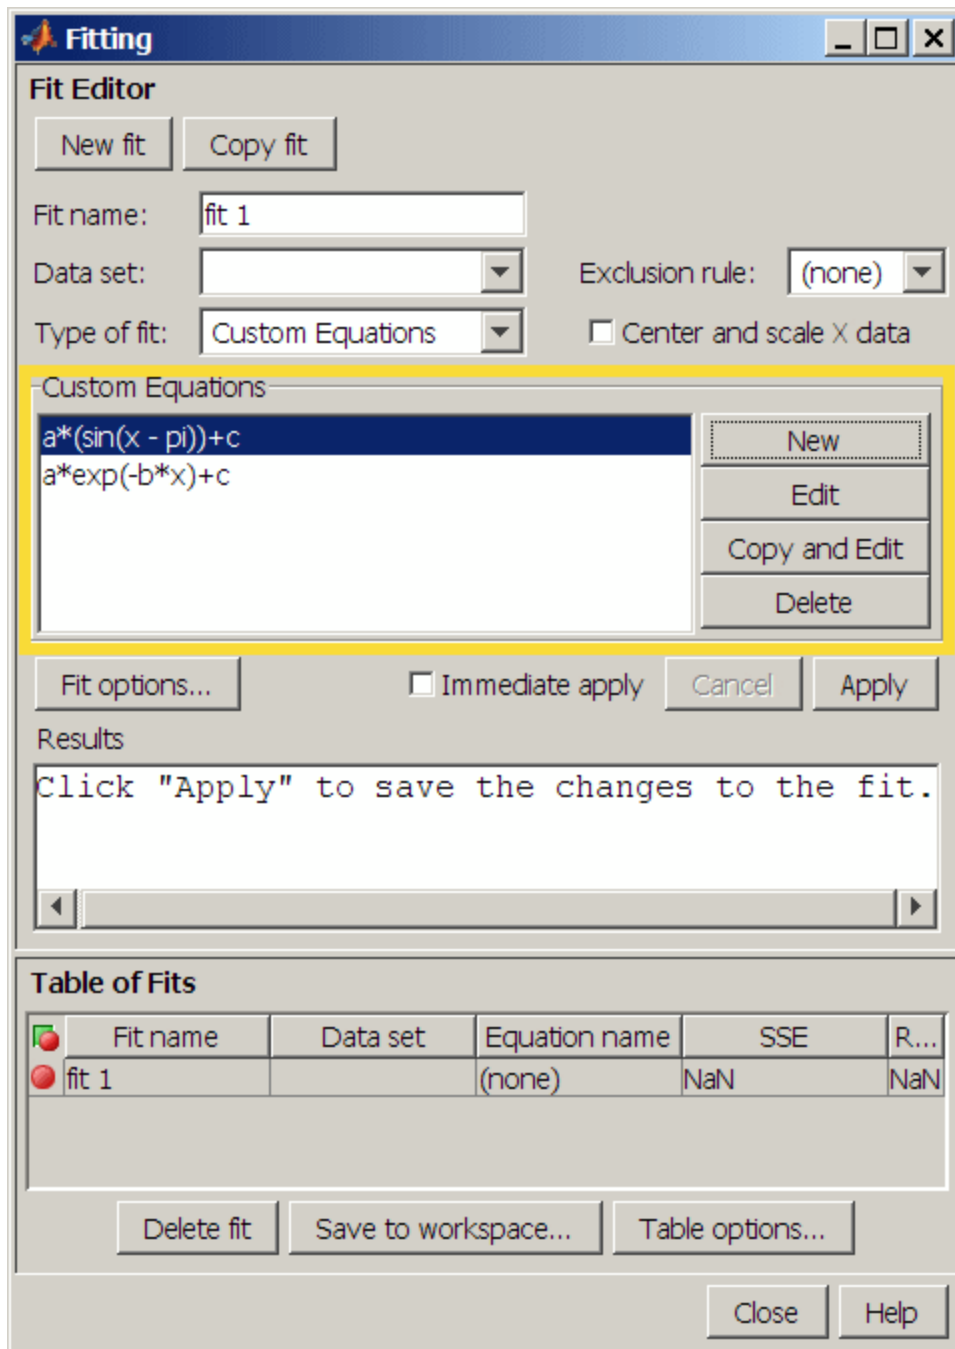 Fitting
Fit Editor
New fit Copy fit
Fit name: fit 1
Data set: Exclusion rule: (none)
Type of fit: Custom Equations Center and scale X data
Custom Equations
a*(sin(x - pi))+c New
a*exp(-b*x)+c Edit
Copy and Edit
Delete
Fit options... Immediate apply Cancel Apply
Results
Click "Apply" to save the changes to the fit.
Table of Fits
Fit name Data set Equation name SSE R...
fit 1 (none) NaN NaN
Delete fit Save to workspace... Table options...
Close Help